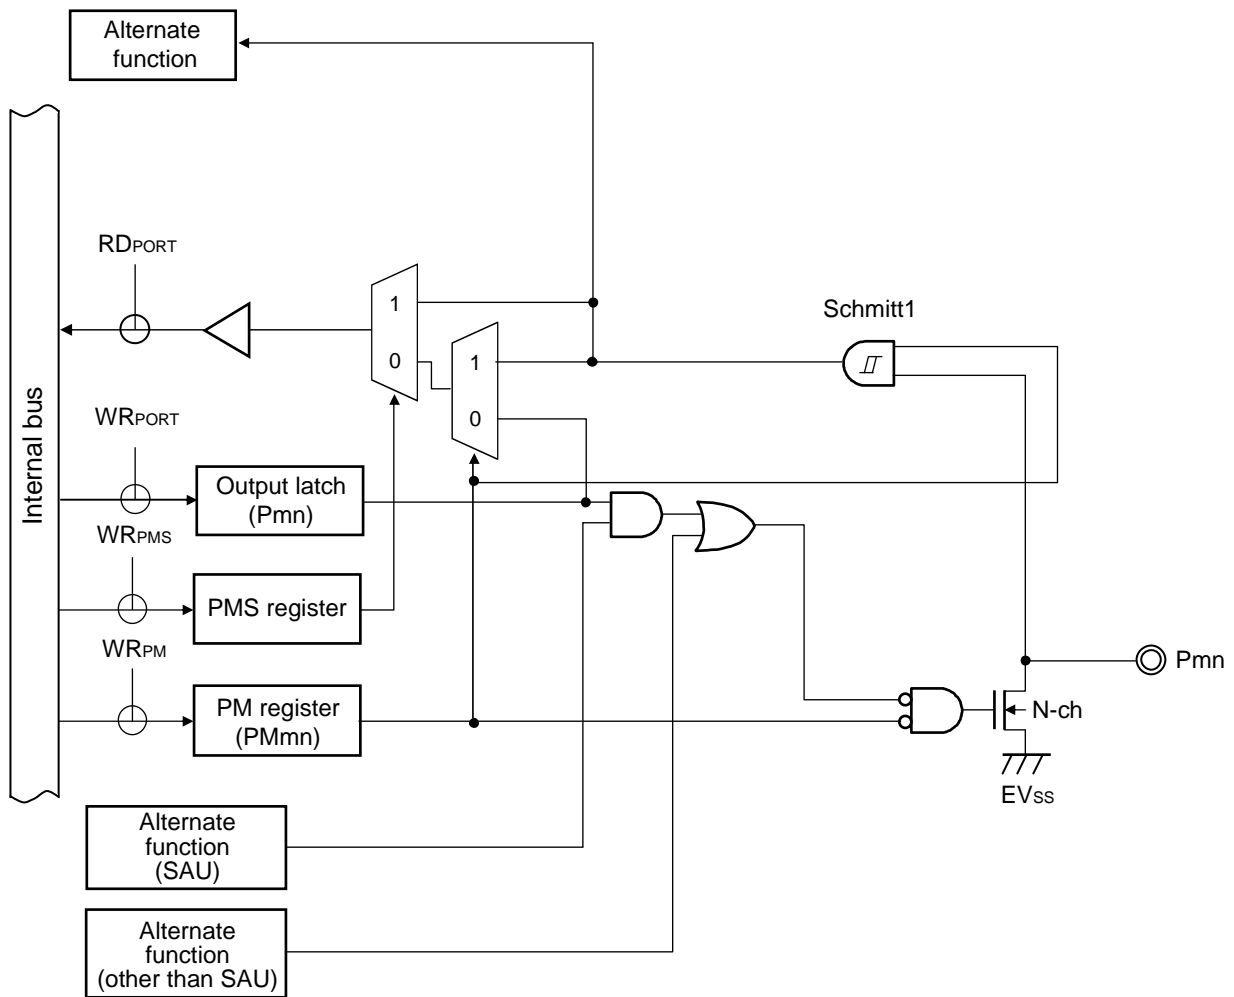 Alternate
function
RDPORT
Schmitt1
1
0
1
0
Internal bus
WRPORT
Output latch
(Pmn)
WRPMS
PMS register
WRPM
PM register
(PMmn)
Pmn
N-ch
EVSS
Alternate
function
(SAU)
Alternate
function
(other than SAU)